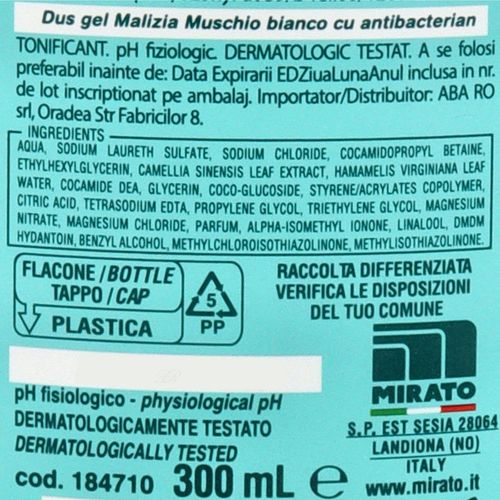 Dus gel Malizia Muschio bianco cu antibacterian
TONIFICANT. pH fiziologic. DERMATOLOGIC TESTAT. A se folosi
preferabil inainte de: Data Expirarii EDZiuaLunaAnul inclusa in nr.
de lot inscriptionat pe ambalaj. Importator/Distribuitor: ABA RO
srl, Oradea Str Fabricilor 8.
INGREDIENTS
AQUA, SODIUM LAURETH SULFATE, SODIUM CHLORIDE, COCAMIDOPROPYL BETAINE,
ETHYLHEXYLGLYCERIN, CAMELLIA SINENSIS LEAF EXTRACT, HAMAMELIS VIRGINIANA LEAF
WATER, COCAMIDE DEA, GLYCERIN, COCO-GLUCOSIDE, STYRENE/ACRYLATES COPOLYMER,
CITRIC ACID, TETRASODIUM EDTA, PROPYLENE GLYCOL, TRIETHYLENE GLYCOL, MAGNESIUM
NITRATE, MAGNESIUM CHLORIDE, PARFUM, ALPHA-ISOMETHYL IONONE, LINALOOL, DMDM
HYDANTOIN, BENZYL ALCOHOL, METHYLCHLOROISOTHIAZOLINONE, METHYLISOTHIAZOLINONE.
FLACONE/BOTTLE
TAPPO/CAP
PLASTICA
5
PP
RACCOLTA DIFFERENZIATA
VERIFICA LE DISPOSIZIONI
DEL TUO COMUNE
MIRATO
pH fisiologico - physiological pH
DERMATOLOGICAMENTE TESTATO
DERMATOLOGICALLY TESTED
cod. 184710 300 mL e
S.P. EST SESIA 28064
LANDIONA (NO)
ITALY
www.mirato.it